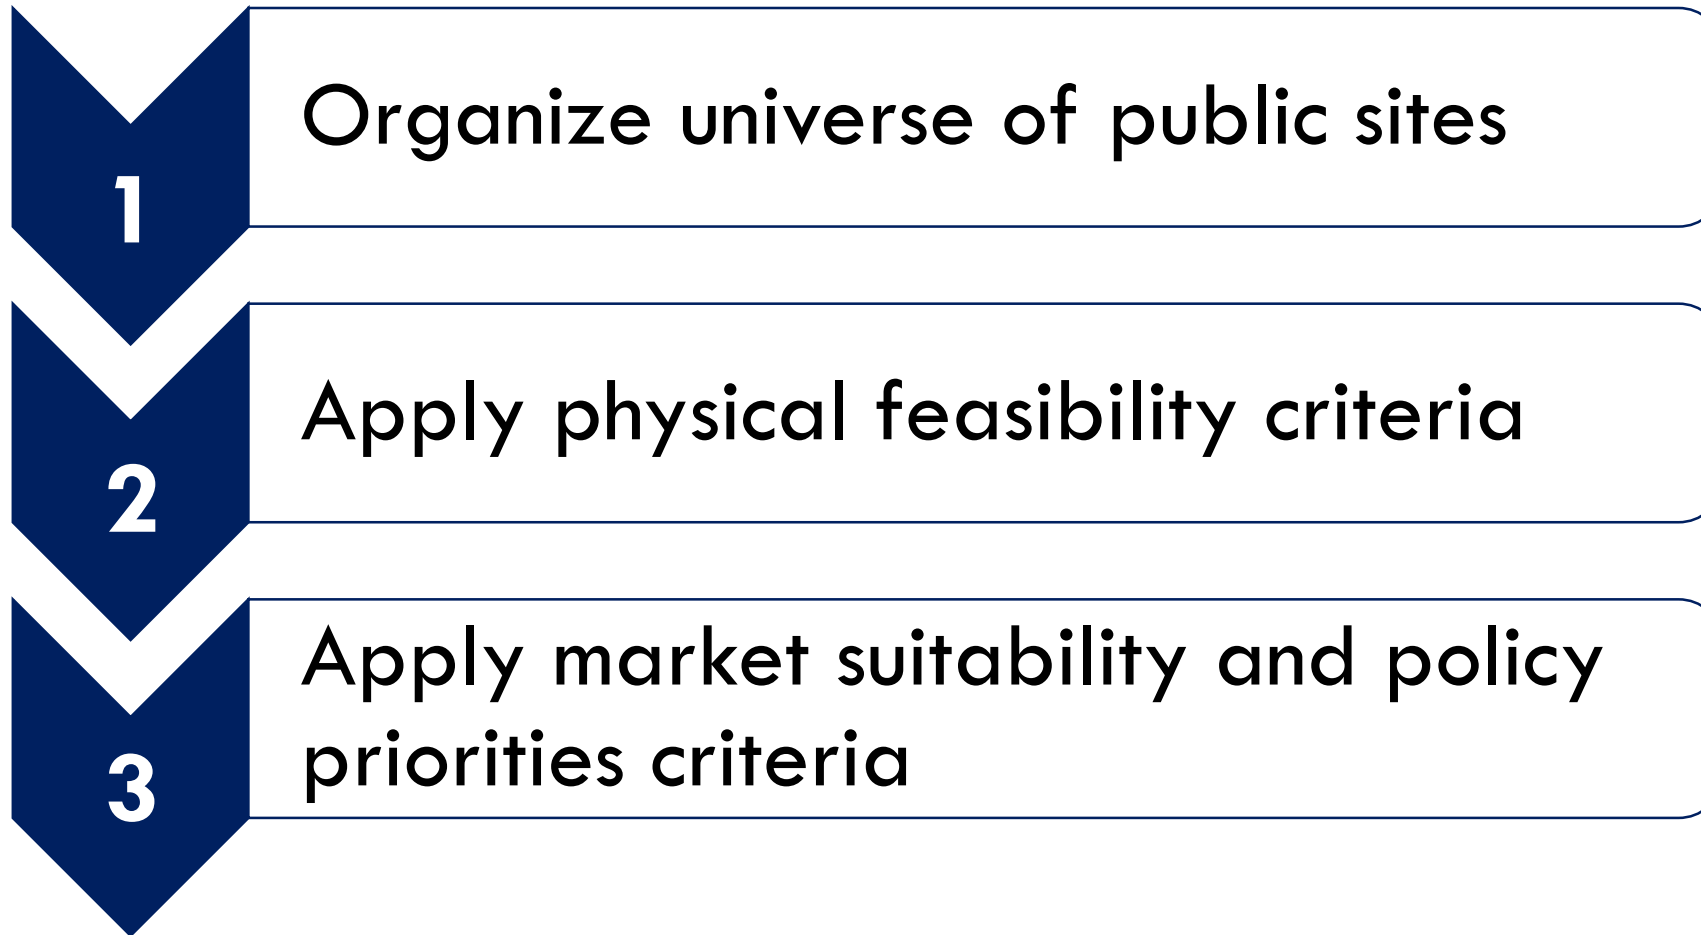 1
Organize universe of public sites
2
Apply physical feasibility criteria
3
Apply market suitability and policy
priorities criteria